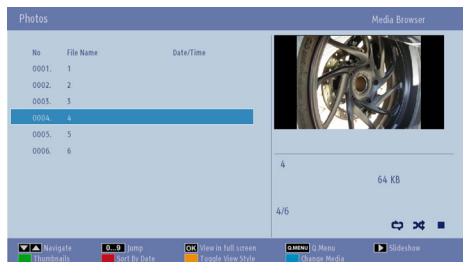 Photos Media Browser
No File Name Date/Time
0001. 1
0002. 2
0003. 3
0004. 4
0005. 5
0006. 6
4
64 KB
4/6
Navigate 0...9 Jump OK View in full screen Q.MENU Q.Menu Slideshow
Thumbnails Sort By Date Toggle View Style Change Media